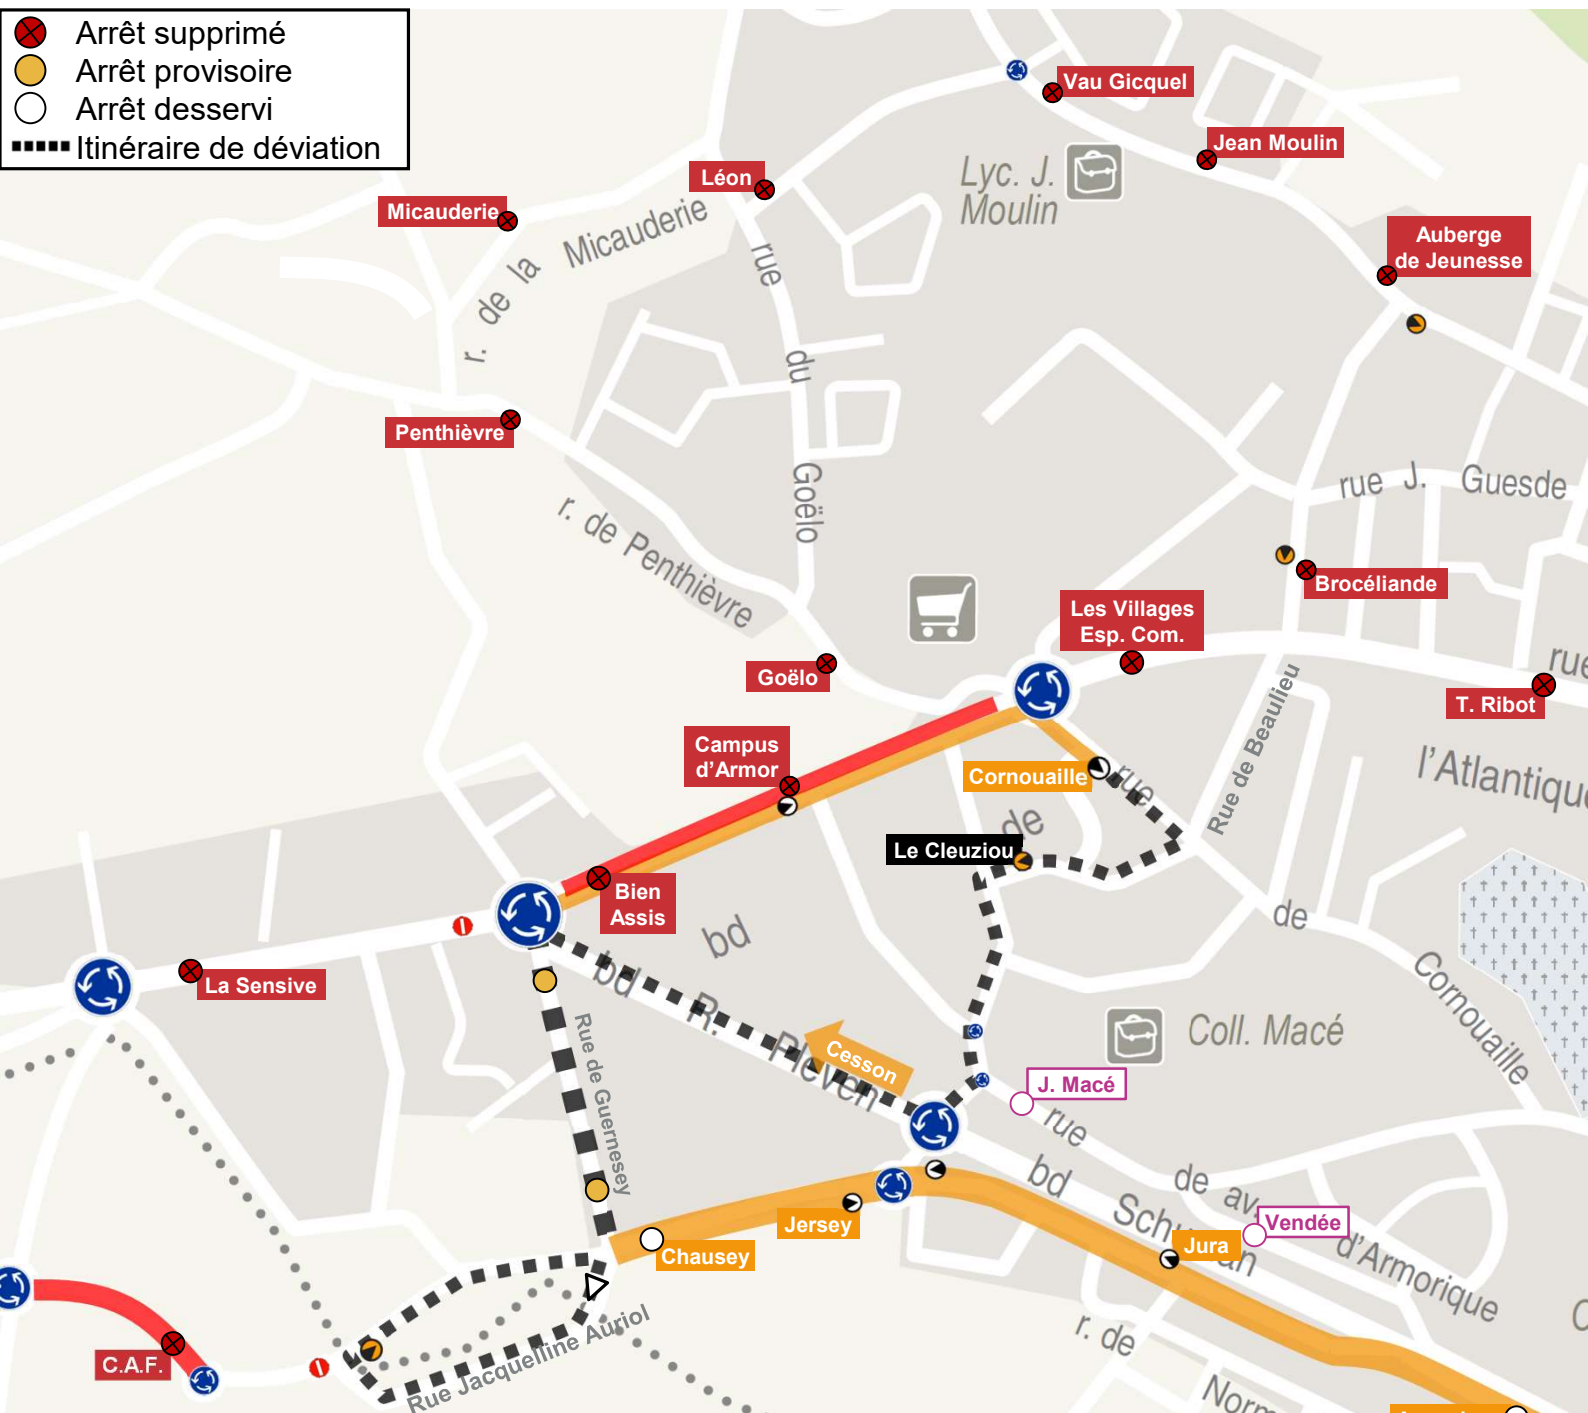 Arrêt supprimé
Arrêt provisoire
Arrêt desservi
Itinéraire de déviation
Vau Gicquel
Jean Moulin
Léon
Lyc. J.
Moulin
Micauderie
r. de la Micauderie
Auberge
de Jeunesse
rue du Goëlo
Penthièvre
r. de Penthièvre
rue J. Guesde
Brocéliande
Les Villages
Esp. Com.
Goëlo
rue
T. Ribot
l'Atlantique
Campus
d'Armor
Cornouaille
Rue de Beaulieu
Le Cleuziou
rue de Cornouaille
de
Bien
Assis
bd
La Sensive
bd R. Pleven
Cesson
Rue de Guernesey
Coll. Macé
J. Macé
rue de
av. d'Armorique
bd Schuman
Vendée
Jersey
Jura
Chausey
r. de
C.A.F.
Rue Jacquelline Auriol